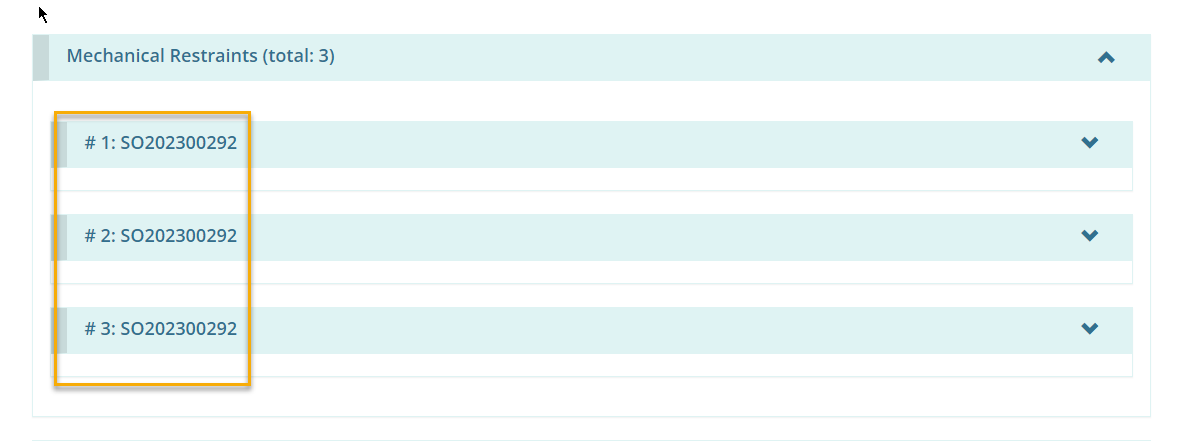 Mechanical Restraints (total: 3)
# 1: SO202300292
# 2: SO202300292
# 3: SO202300292